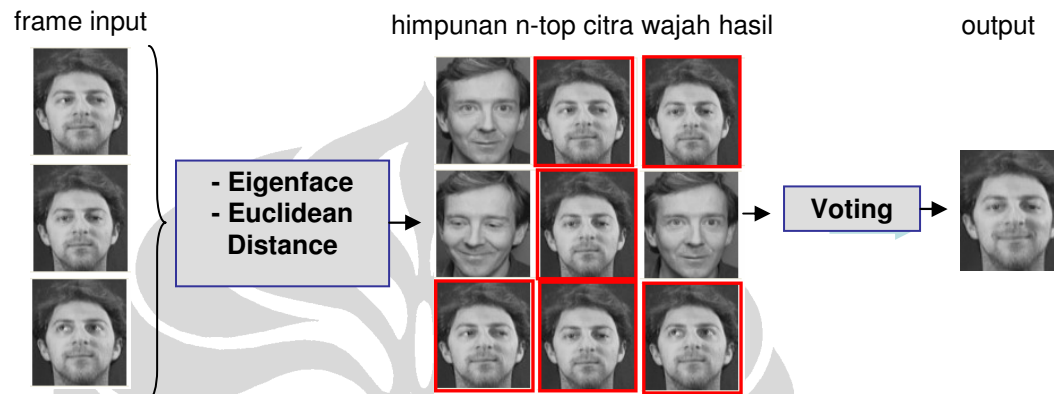 frame input
himpunan n-top citra wajah hasil
output
- Eigenface
- Euclidean
Distance
Voting